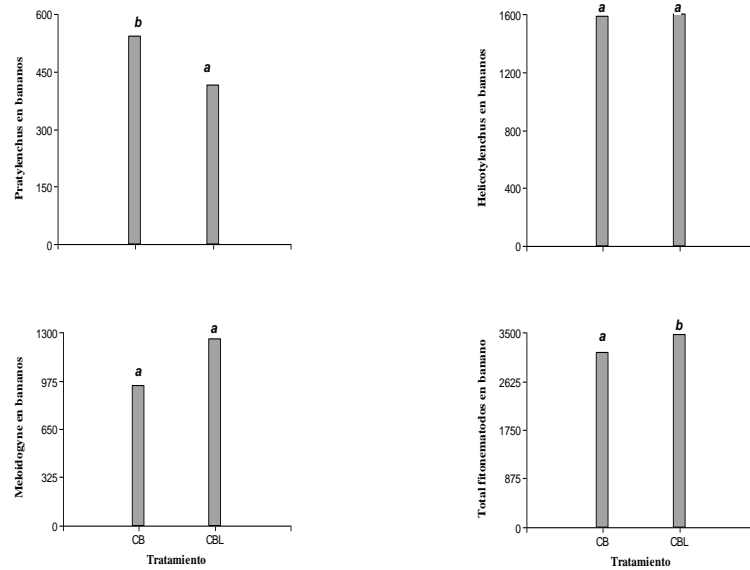 Pratylenchus en bananos
600
450
300
150
0
b
a
Helicotylenchus en bananos
1600
1200
800
400
0
a
a
Meloidogyne en bananos
1300
975
650
325
0
a
a
CB
CBL
Tratamiento
Total fitonematodos en banano
3500
2625
1750
875
0
a
b
CB
CBL
Tratamiento